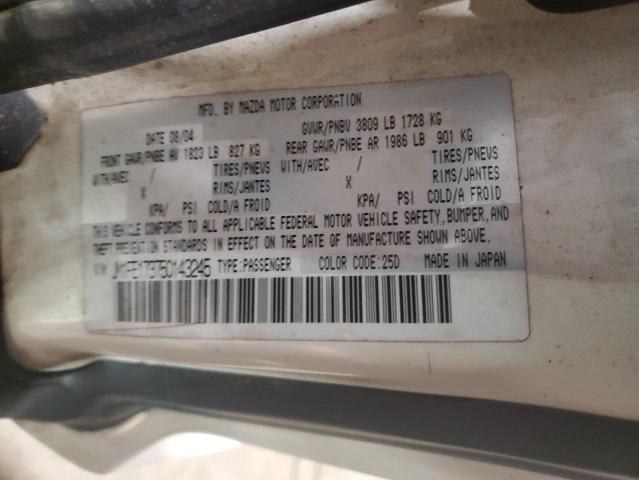 MFD. BY MAZDA MOTOR CORPORATION
DATE 08/04 GVWR/PNBV 3809 LB 1728 KG
FRONT GAWR/PNBE AV 1823 LB 827 KG REAR GAWR/PNBE AR 1986 LB 901 KG
WITH/AVEC / TIRES/PNEVS WITH/AVEC / TIRES/PNEVS
X RIMS/JANTES X RIMS/JANTES
KPA/ PSI COLD/A FROID KPA/ PSI COLD/A FROID
THIS VEHICLE CONFORMS TO ALL APPLICABLE FEDERAL MOTOR VEHICLE SAFETY, BUMPER, AND
THEFT PREVENTION STANDARDS IN EFFECT ON THE DATE OF MANUFACTURE SHOWN ABOVE.
VIN: JM1FE173750143245 TYPE:PASSENGER COLOR CODE:25D MADE IN JAPAN